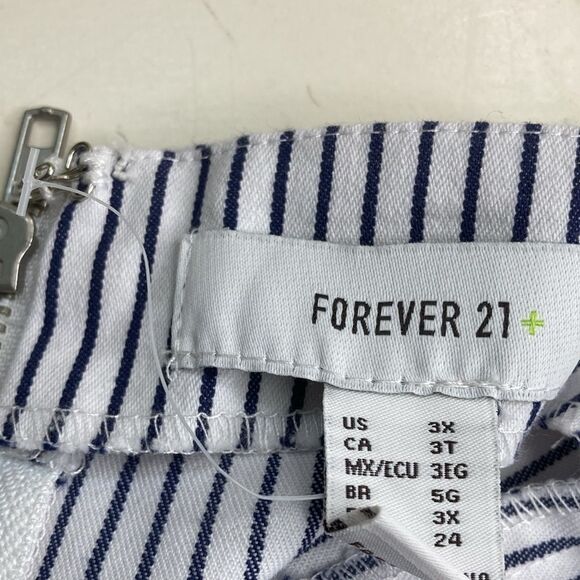 FOREVER 21+
US 3X
CA 3T
MX/ECU 3EG
BR 5G
3X
24